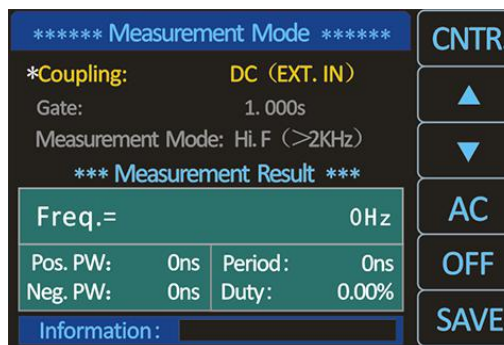 ****** Measurement Mode ******
*Coupling: DC（EXT. IN）
Gate: 1. 000s
Measurement Mode: Hi. F（>2KHz）
*** Measurement Result ***
Freq.= 0Hz
Pos. PW: 0ns Period: 0ns
Neg. PW: 0ns Duty: 0.00%
Information:
CNTR
▲
▼
AC
OFF
SAVE